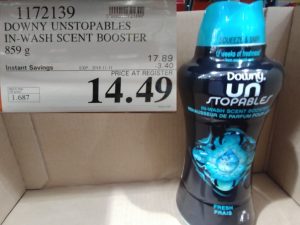 1172139
DOWNY UNSTOPABLES
IN-WASH SCENT BOOSTER
859 g
17.89
Instant Savings
3.40
PRICE AT REGISTER
14.49
1.687
Downy
un
STOPABLES
IN-WASH SCENT BOOSTER
FRESH
FRAIS